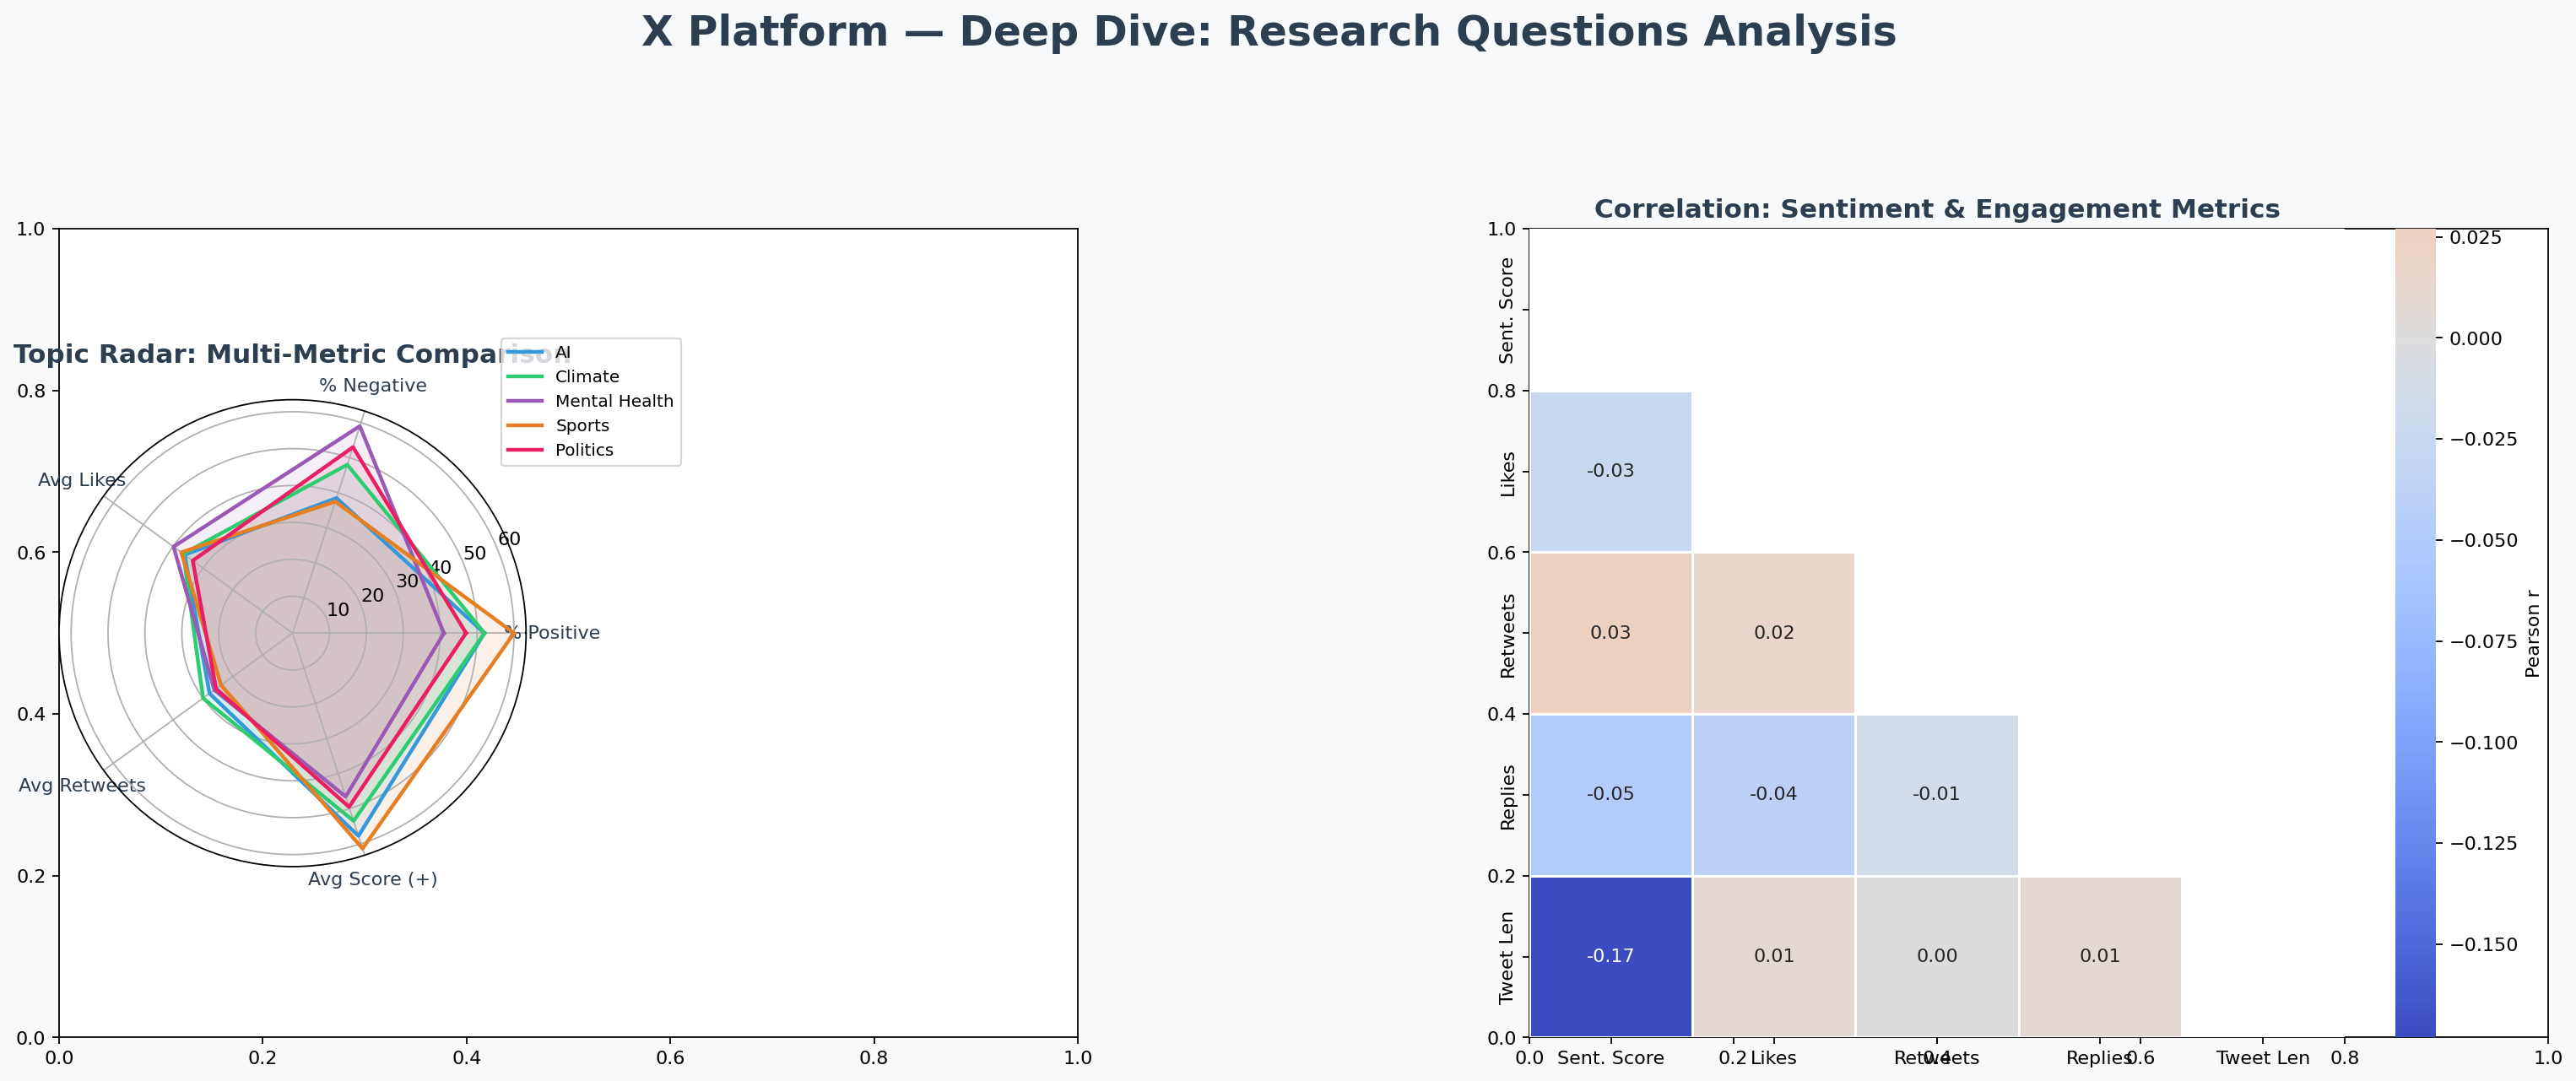 X Platform — Deep Dive: Research Questions Analysis
Topic Radar: Multi-Metric Comparison
AI
Climate
Mental Health
Sports
Politics
% Negative
Avg Likes
% Positive
Avg Retweets
Avg Score (+)
10
20
30
40
50
60
1.0
0.8
0.6
0.4
0.2
0.0
0.0 0.2 0.4 0.6 0.8 1.0
Correlation: Sentiment & Engagement Metrics
1.0
0.8
0.6
0.4
0.2
0.0
Sent. Score
Likes
Retweets
Replies
Tweet Len
-0.03
0.03 0.02
-0.05 -0.04 -0.01
-0.17 0.01 0.00 0.01
0.0 0.2 0.4 0.6 0.8 1.0
Sent. Score Likes Retweets Replies Tweet Len
0.025
0.000
−0.025
−0.050
−0.075
−0.100
−0.125
−0.150
Pearson r